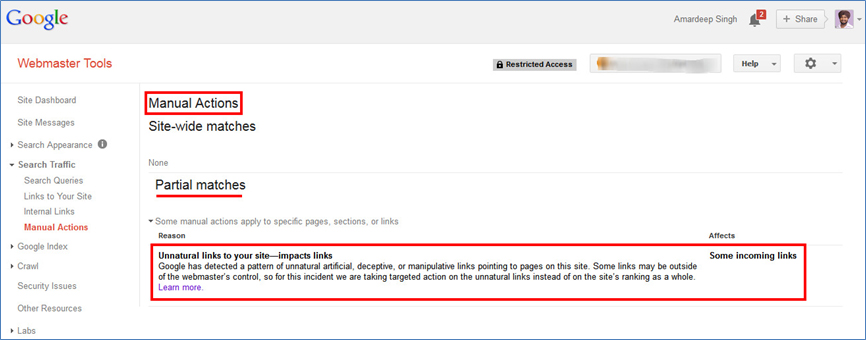 Google
Amardeep Singh
2
+ Share
Webmaster Tools
Restricted Access
Help
Site Dashboard
Site Messages
Search Appearance
Search Traffic
Search Queries
Links to Your Site
Internal Links
Manual Actions
Google Index
Crawl
Security Issues
Other Resources
Labs
Manual Actions
Site-wide matches
None
Partial matches
Some manual actions apply to specific pages, sections, or links
Reason Affects
Unnatural links to your site—impacts links Some incoming links
Google has detected a pattern of unnatural artificial, deceptive, or manipulative links pointing to pages on this site. Some links may be outside
of the webmaster's control, so for this incident we are taking targeted action on the unnatural links instead of on the site's ranking as a whole.
Learn more.